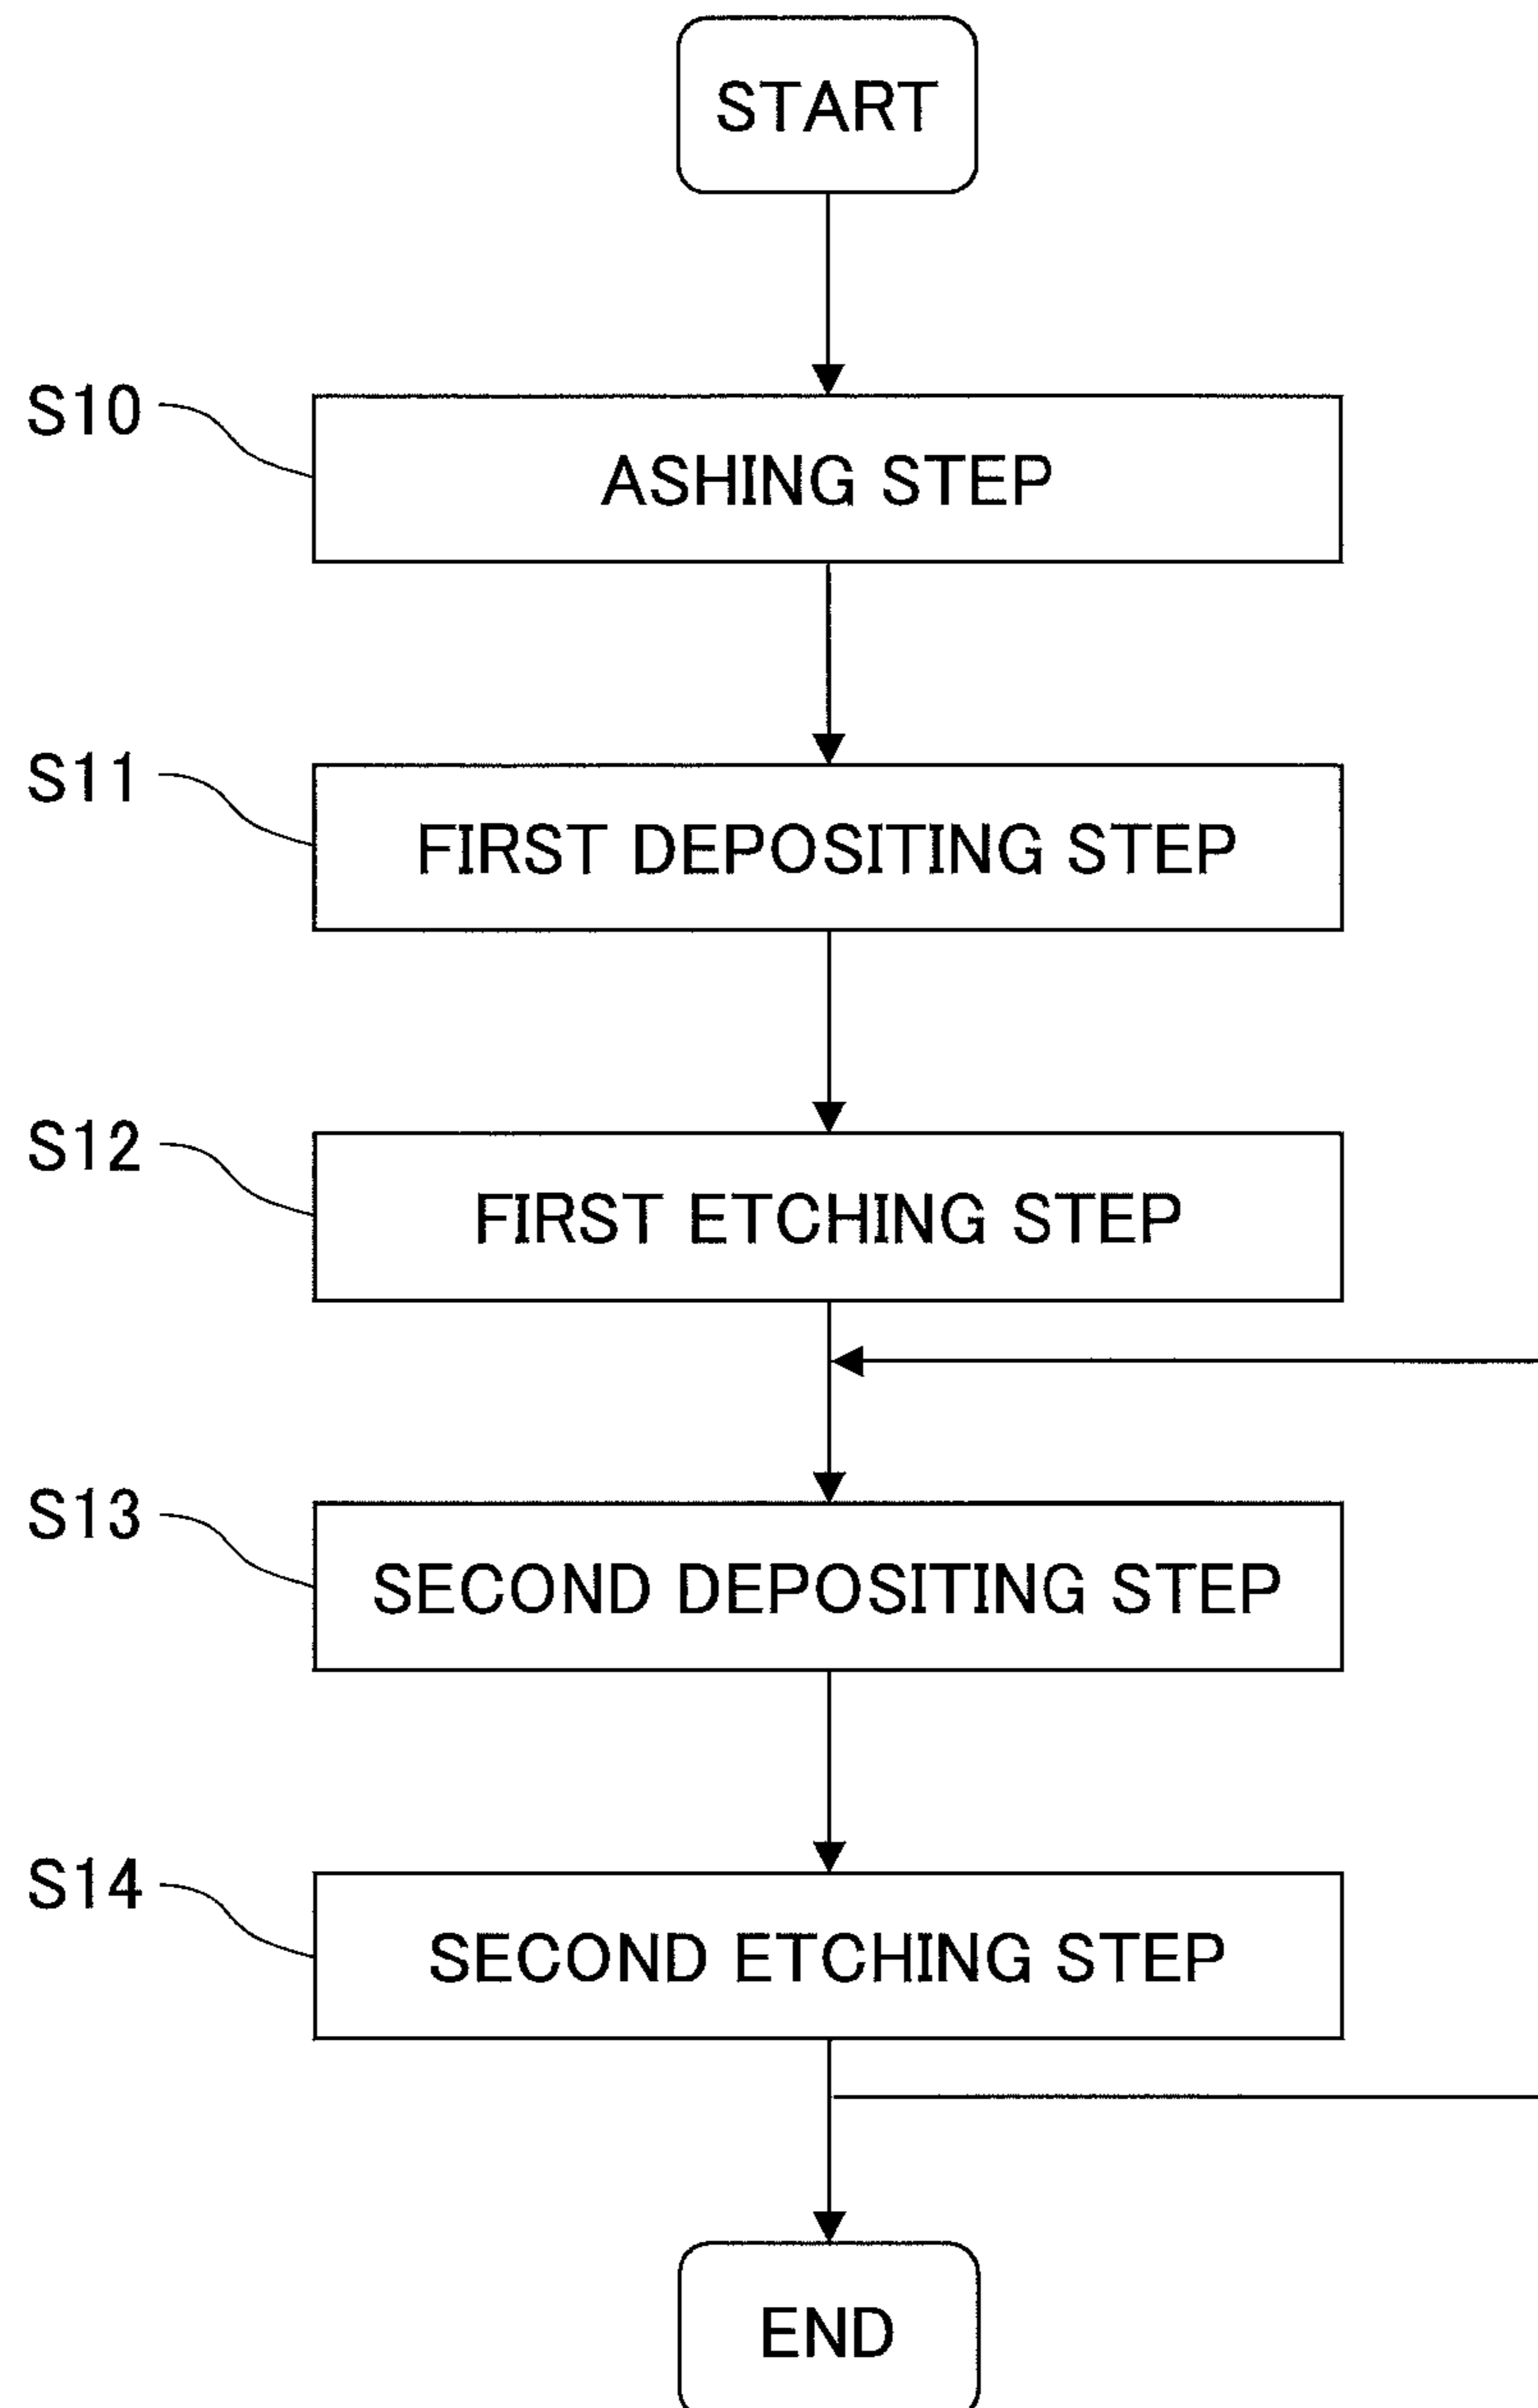 START
S10
ASHING STEP
S11
FIRST DEPOSITING STEP
S12
FIRST ETCHING STEP
S13
SECOND DEPOSITING STEP
S14
SECOND ETCHING STEP
END